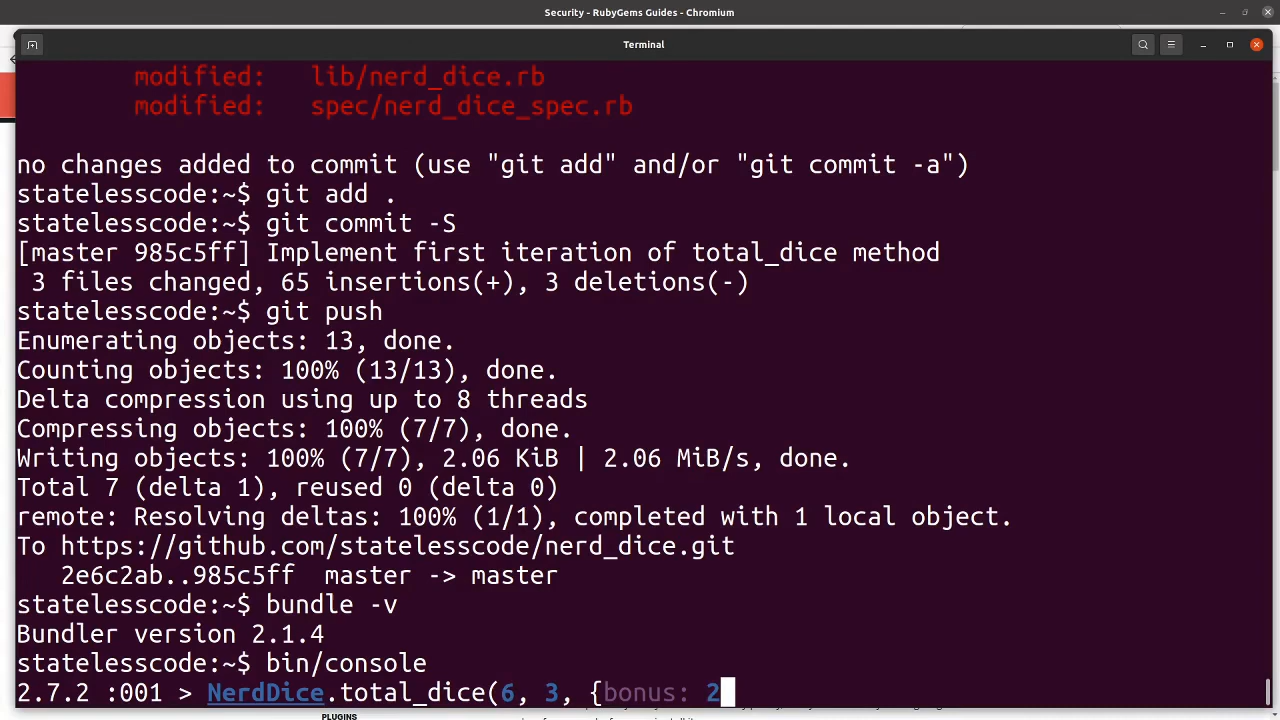 Security - RubyGems Guides - Chromium
Terminal
modified:   lib/nerd_dice.rb
modified:   spec/nerd_dice_spec.rb
no changes added to commit (use "git add" and/or "git commit -a")
statelesscode:~$ git add .
statelesscode:~$ git commit -S
[master 985c5ff] Implement first iteration of total_dice method
 3 files changed, 65 insertions(+), 3 deletions(-)
statelesscode:~$ git push
Enumerating objects: 13, done.
Counting objects: 100% (13/13), done.
Delta compression using up to 8 threads
Compressing objects: 100% (7/7), done.
Writing objects: 100% (7/7), 2.06 KiB | 2.06 MiB/s, done.
Total 7 (delta 1), reused 0 (delta 0)
remote: Resolving deltas: 100% (1/1), completed with 1 local object.
To https://github.com/statelesscode/nerd_dice.git
   2e6c2ab..985c5ff  master -> master
statelesscode:~$ bundle -v
Bundler version 2.1.4
statelesscode:~$ bin/console
2.7.2 :001 > NerdDice.total_dice(6, 3, {bonus: 2
PLUGINS